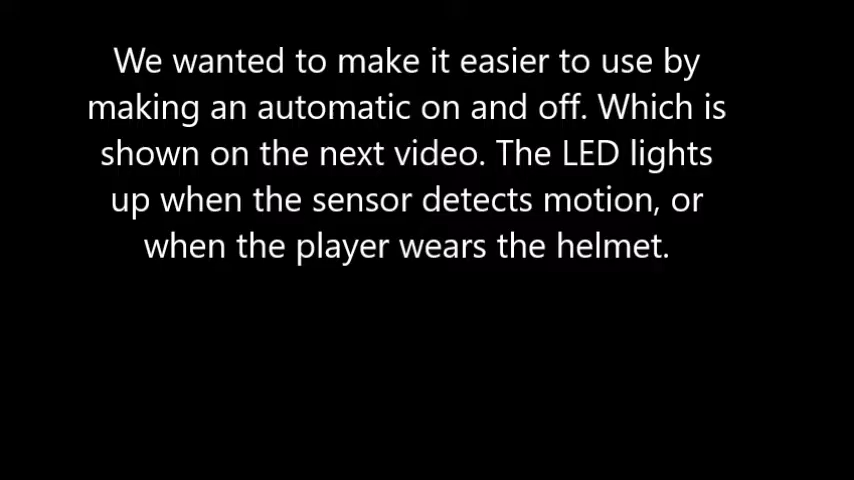 We wanted to make it easier to use by
making an automatic on and off. Which is
shown on the next video. The LED lights
up when the sensor detects motion, or
when the player wears the helmet.